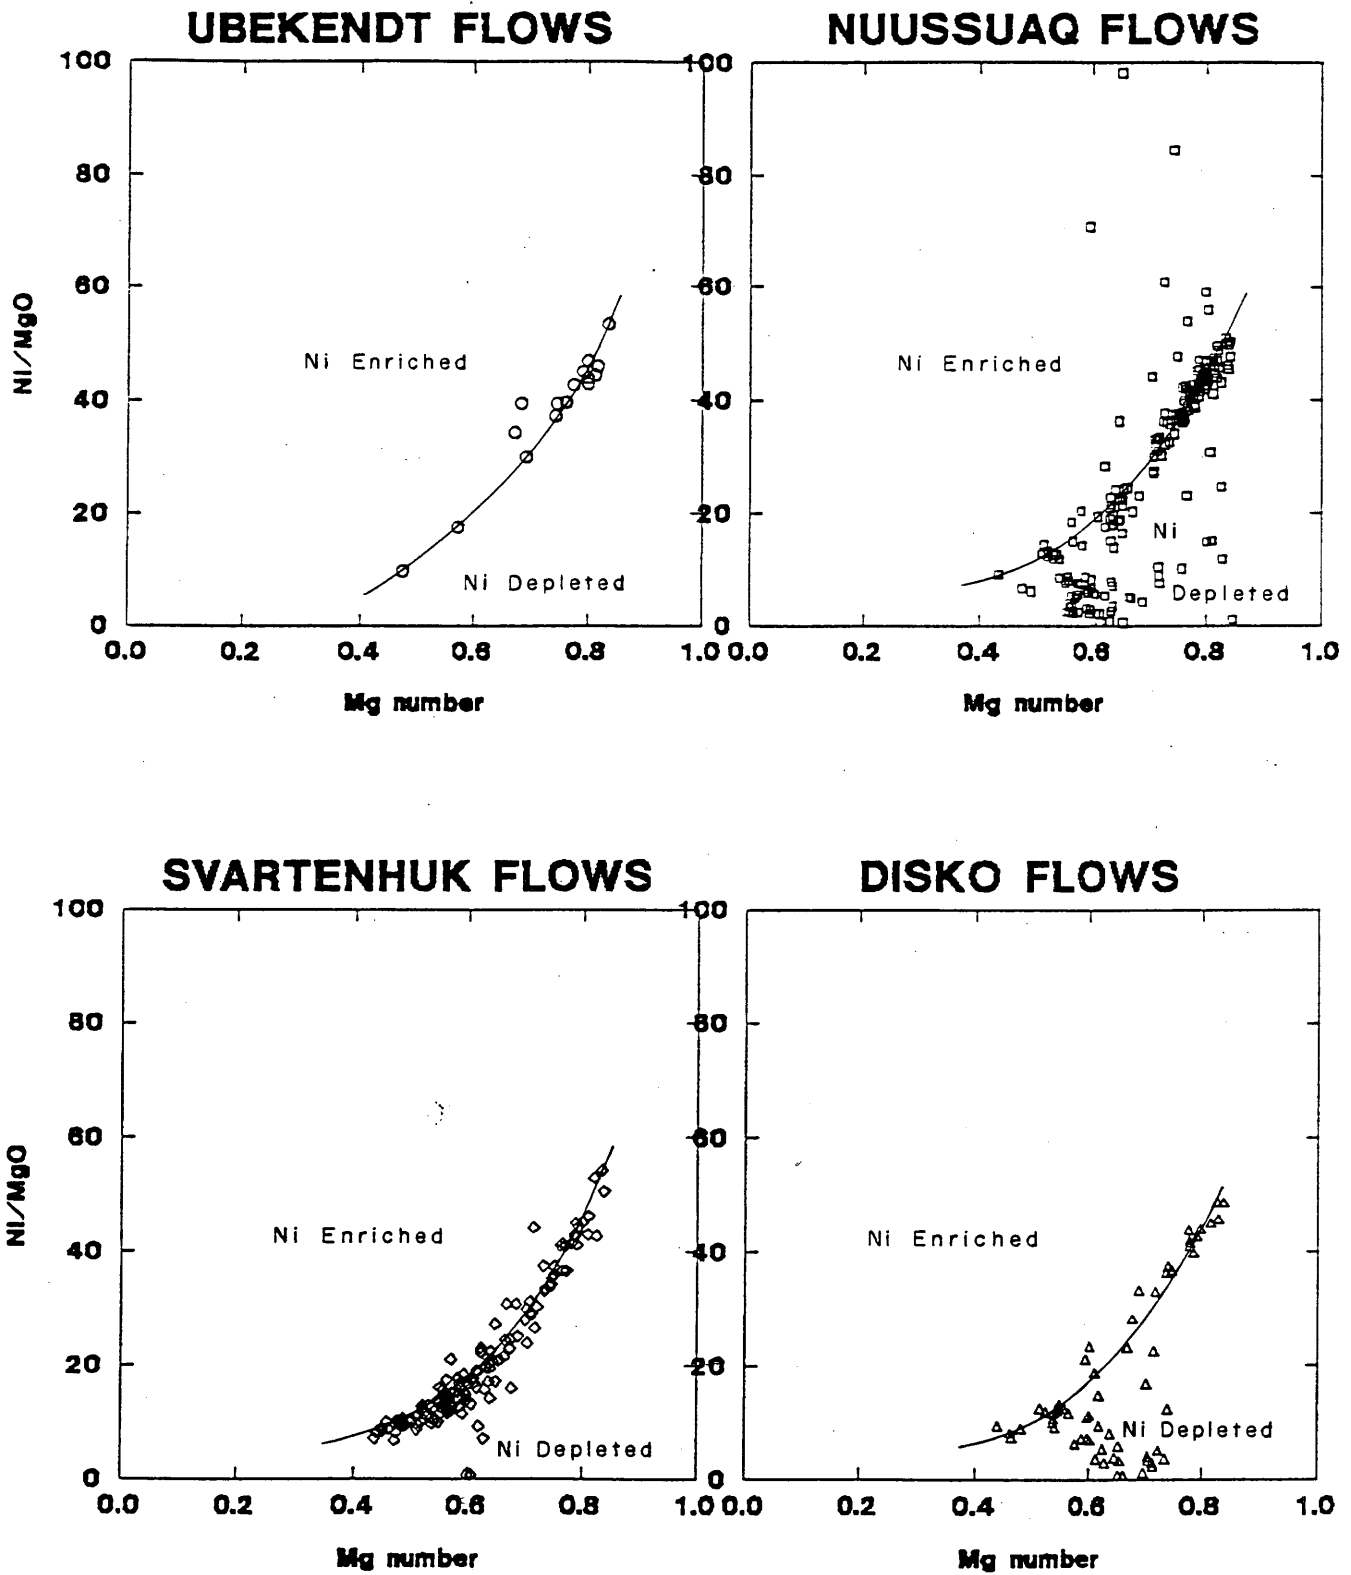 UBEKENDT FLOWS
100
80
60
40
20
0
Ni/MgO
Ni Enriched
Ni Depleted
0.0 0.2 0.4 0.6 0.8 1.0
Mg number
NUUSSUAQ FLOWS
100
80
60
40
20
0
Ni Enriched
Ni
Depleted
0.0 0.2 0.4 0.6 0.8 1.0
Mg number
SVARTENHUK FLOWS
100
80
60
40
20
0
Ni/MgO
Ni Enriched
Ni Depleted
0.0 0.2 0.4 0.6 0.8 1.0
Mg number
DISKO FLOWS
100
80
60
40
20
0
Ni Enriched
Ni Depleted
0.0 0.2 0.4 0.6 0.8 1.0
Mg number